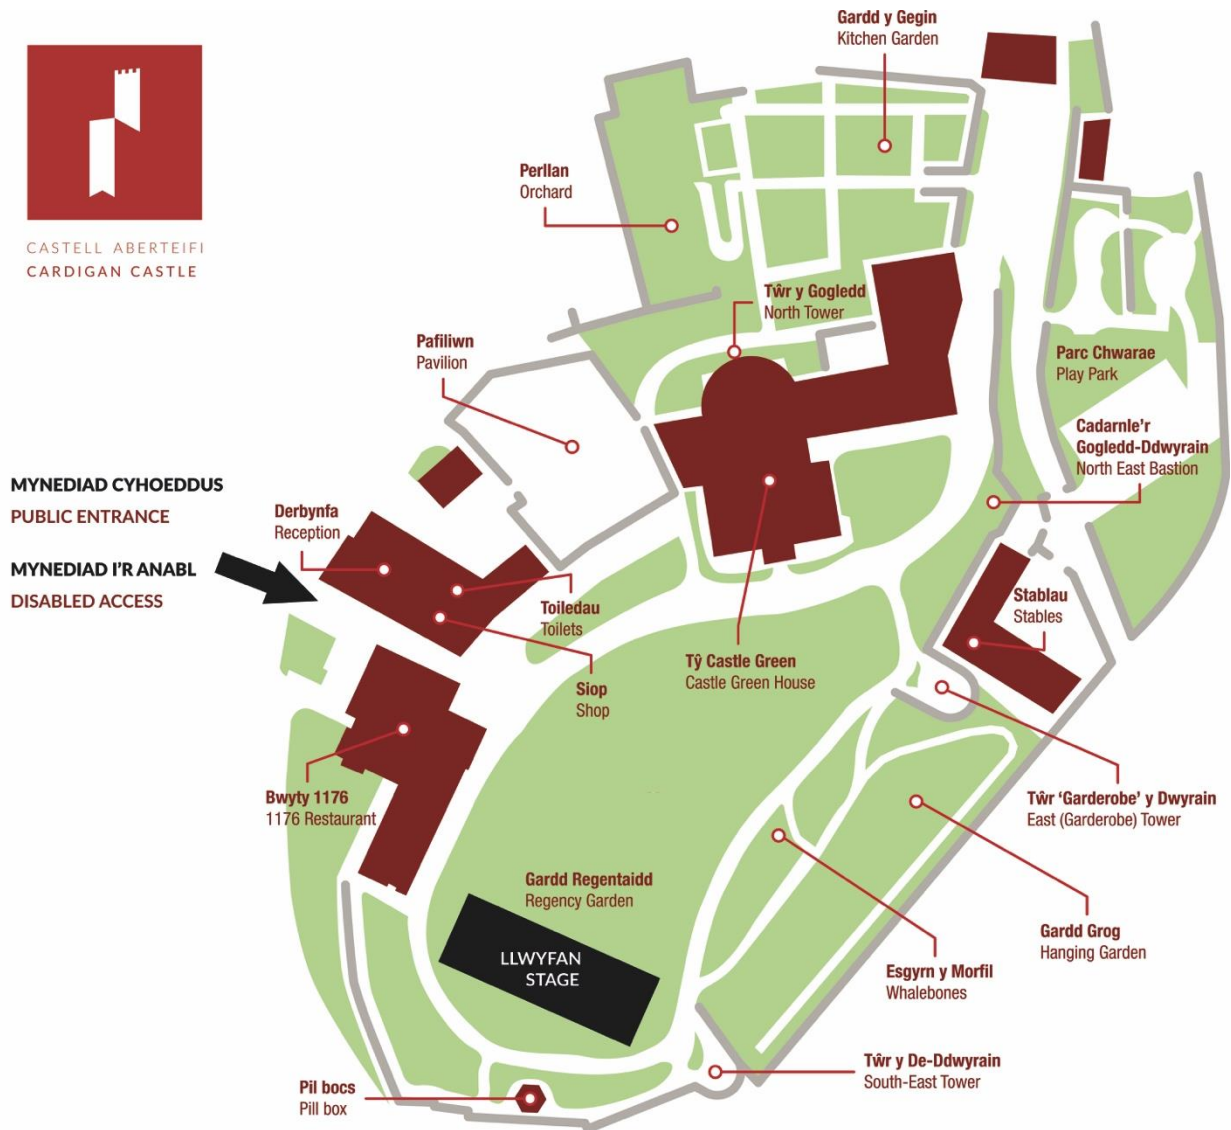 Gardd y Gegin
Kitchen Garden
CASTELL ABERTEIFI
CARDIGAN CASTLE
Perllan
Orchard
Tŵr y Gogledd
North Tower
Pafiliwn
Pavilion
Parc Chwarae
Play Park
Cadarnle'r
Gogledd-Ddwyrain
North East Bastion
MYNEDIAD CYHOEDDUS
PUBLIC ENTRANCE
MYNEDIAD I'R ANABL
DISABLED ACCESS
Derbynfa
Reception
Toiledau
Toilets
Siop
Shop
Tŷ Castle Green
Castle Green House
Stablau
Stables
Bwyty 1176
1176 Restaurant
Tŵr ‘Garderobe’ y Dwyrain
East (Garderobe) Tower
Gardd Regentaidd
Regency Garden
LLWYFAN
STAGE
Gardd Grog
Hanging Garden
Esgyrn y Morfil
Whalebones
Tŵr y De-Ddwyrain
South-East Tower
Pil bocs
Pill box